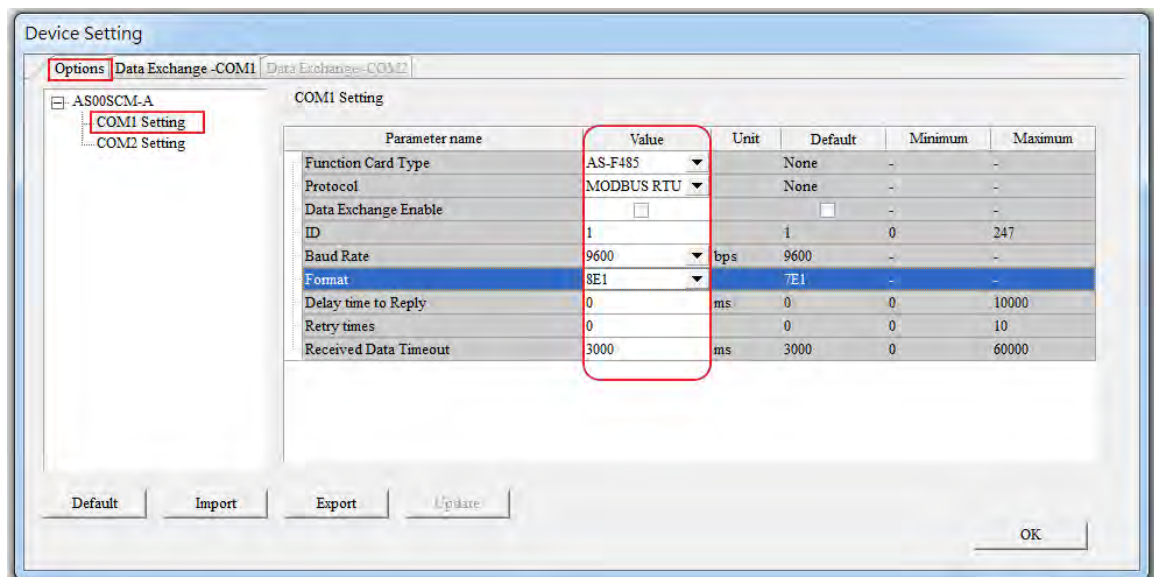 Device Setting
Options Data Exchange -COM1 Data Exchange -COM2
AS00SCM-A
COM1 Setting
COM2 Setting
COM1 Setting
Parameter name Value Unit Default Minimum Maximum
Function Card Type AS-F485 None - -
Protocol MODBUS RTU None - -
Data Exchange Enable - -
ID 1 1 0 247
Baud Rate 9600 bps 9600 - -
Format 8E1 7E1 - -
Delay time to Reply 0 ms 0 0 10000
Retry times 0 0 0 10
Received Data Timeout 3000 ms 3000 0 60000
Default Import Export Update
OK